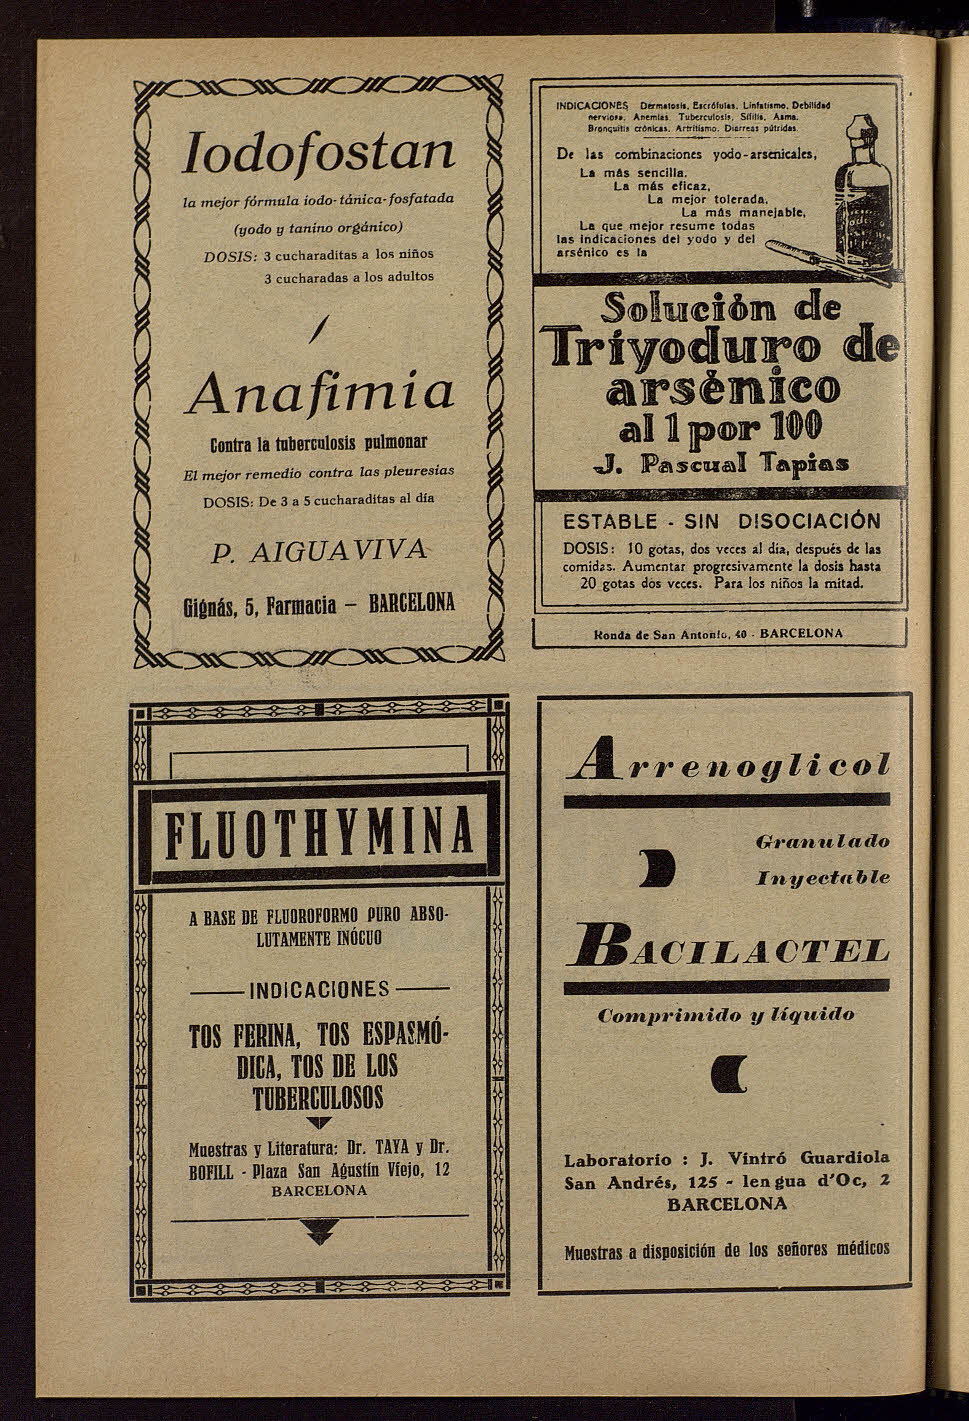 Iodofostan
la mejor fórmula iodo-tánica-fosfatada
(yodo y tanino orgánico)
DOSIS: 3 cucharaditas a los niños
3 cucharadas a los adultos
Anafimia
Contra la tuberculosis pulmonar
El mejor remedio contra las pleuresias
DOSIS: De 3 a 5 cucharaditas al día
P. AIGUAVIVA
Gignás, 5, Farmacia – BARCELONA
INDICACIONES Dermatosis, Escrófulas, Linfatismo, Debilidad
nerviosa, Anemias, Tuberculosis, Sífilis, Asma,
Bronquitis crónicas, Artritismo, Diarreas pútridas.
De las combinaciones yodo-arsenicales,
La más sencilla,
La más eficaz,
La mejor tolerada,
La más manejable,
La que mejor resume todas
las indicaciones del yodo y del
arsénico es la
Solución de
Triyoduro de
arsénico
al 1 por 100
J. Pascual Tapias
ESTABLE - SIN DISOCIACIÓN
DOSIS: 10 gotas, dos veces al día, después de las
comidas. Aumentar progresivamente la dosis hasta
20 gotas dos veces. Para los niños la mitad.
Ronda de San Antonio, 40 - BARCELONA
FLUOTHYMINA
A BASE DE FLUOROFORMO PURO ABSO-
LUTAMENTE INÓCUO
INDICACIONES
TOS FERINA, TOS ESPASMÓ-
DICA, TOS DE LOS
TUBERCULOSOS
Muestras y Literatura: Dr. TAYA y Dr.
BOFILL - Plaza San Agustín Viejo, 12
BARCELONA
Arrenoglicol
Granulado
Inyectable
BACILACTEL
Comprimido y líquido
Laboratorio : J. Vintró Guardiola
San Andrés, 125 - lengua d'Oc, 2
BARCELONA
Muestras a disposición de los señores médicos